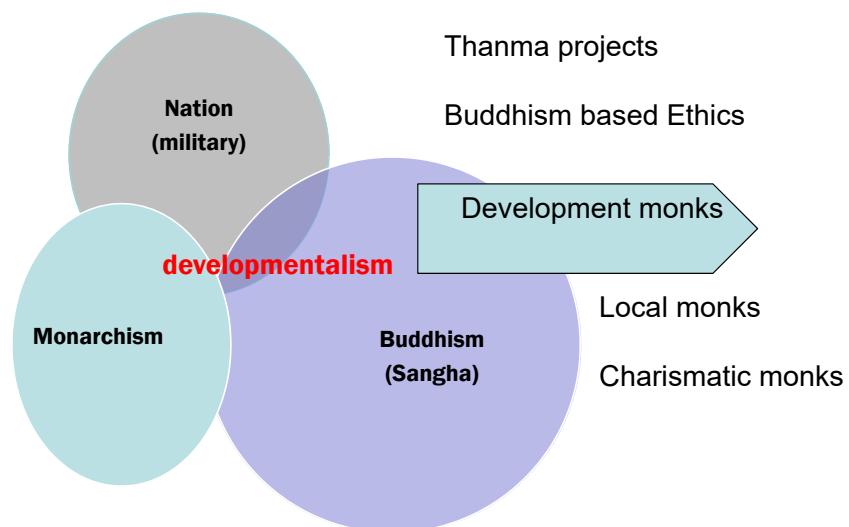 Thanma projects
Nation
(military)
Buddhism based Ethics
Development monks
developmentalism
Local monks
Monarchism
Buddhism
(Sangha)
Charismatic monks